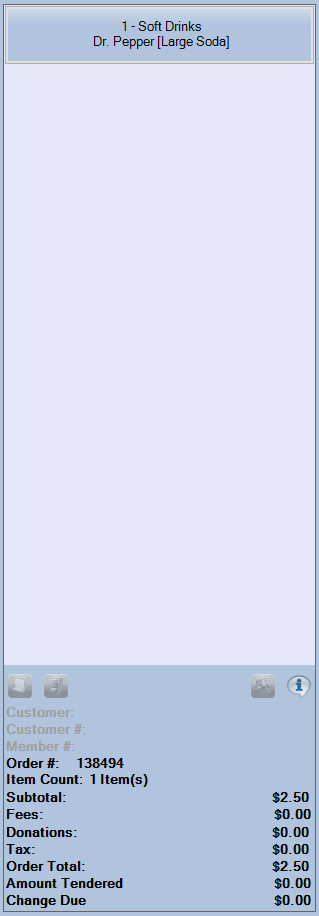 1 - Soft Drinks
Dr. Pepper [Large Soda]
Customer:
Customer #:
Member #:
Order #: 138494
Item Count: 1 Item(s)
Subtotal: $2.50
Fees: $0.00
Donations: $0.00
Tax: $0.00
Order Total: $2.50
Amount Tendered $0.00
Change Due $0.00